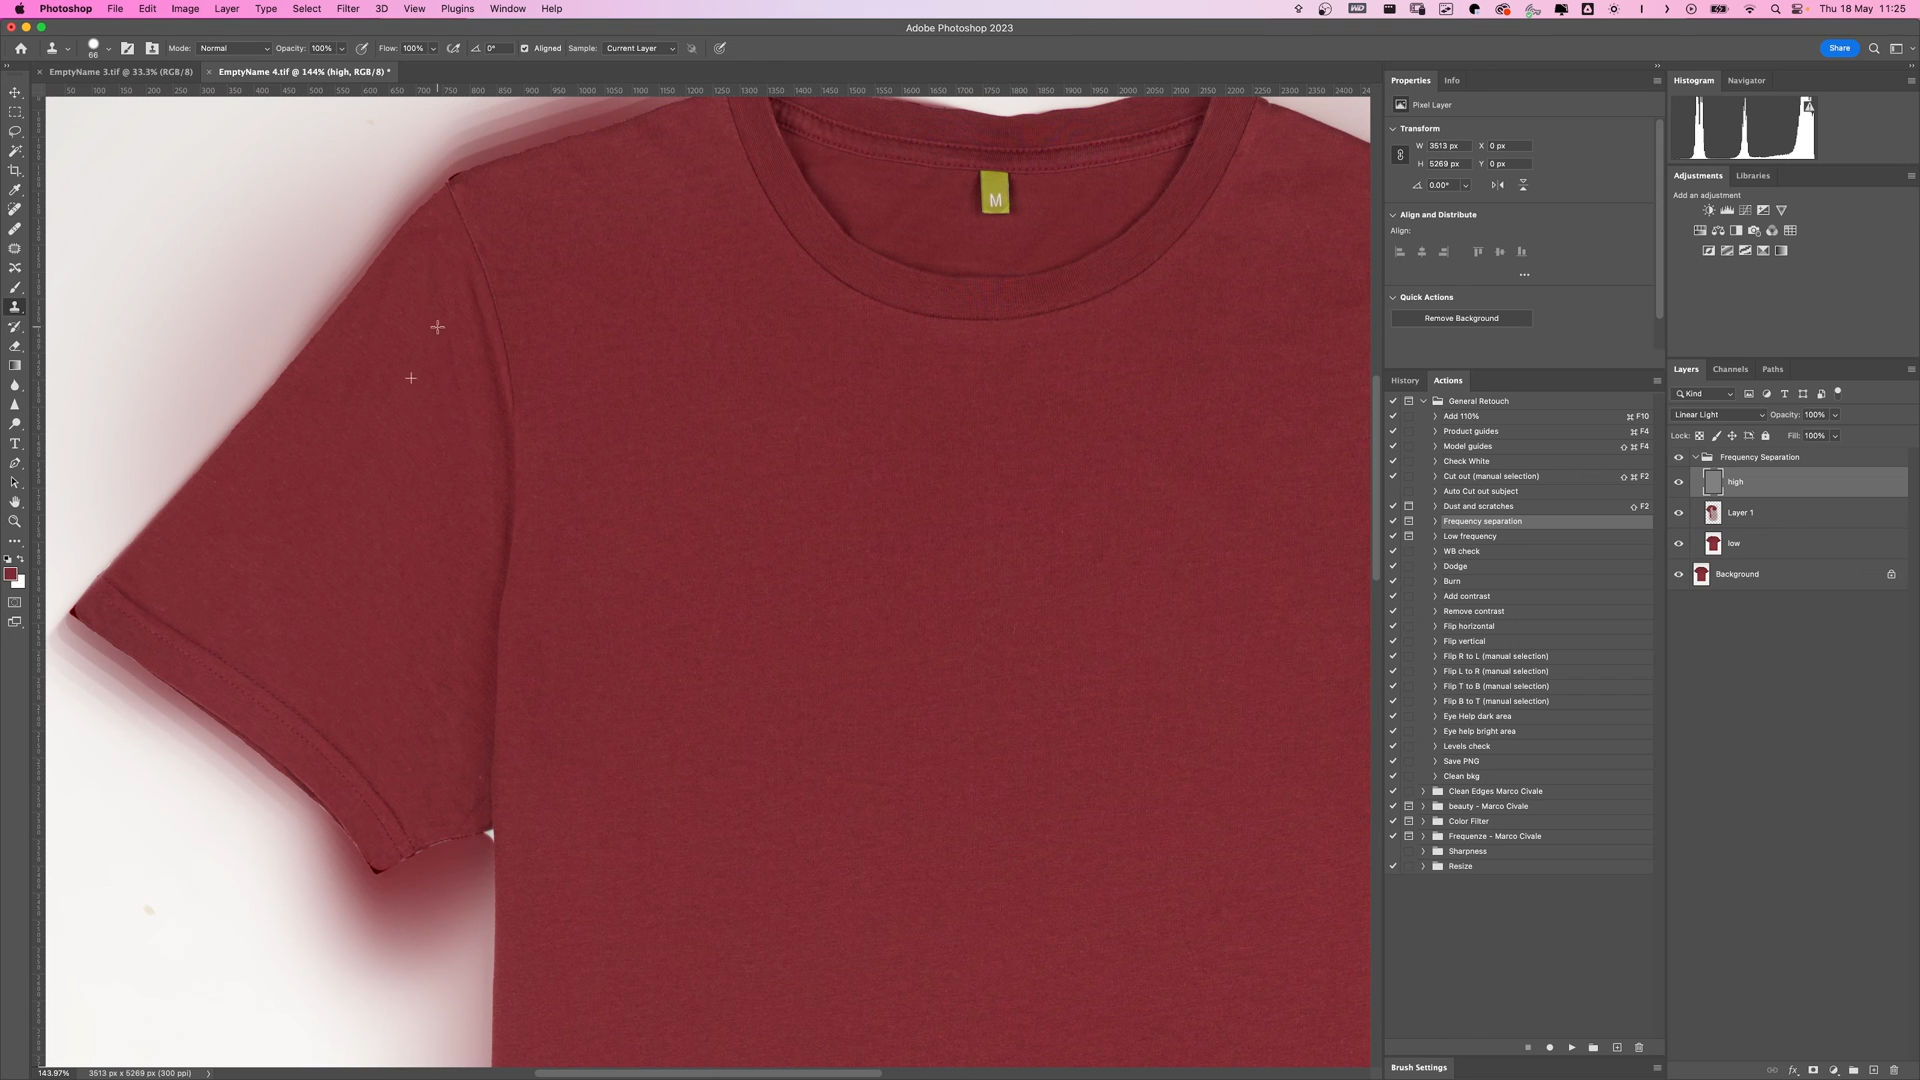 Photoshop File Edit Image Layer Type Select Filter 3D View Plugins Window Help Thu 18 May 11:25
Adobe Photoshop 2023
66 Mode: Normal Opacity: 100% Flow: 100% 0° Aligned Sample: Current Layer Share
EmptyName 3.tif @ 33.3% (RGB/8) EmptyName 4.tif @ 144% (high, RGB/8) *
M
143.97% 3513 px x 5269 px (300 ppi)
Properties Info
Pixel Layer
Transform
W 3513 px X 0 px
H 5269 px Y 0 px
0.00°
Align and Distribute
Align:
Quick Actions
Remove Background
History Actions
General Retouch
Add 110% ⌘ F10
Product guides ⌘ F4
Model guides ⇧ ⌘ F4
Check White
Cut out (manual selection) ⇧ ⌘ F2
Auto Cut out subject
Dust and scratches ⇧ F2
Frequency separation
Low frequency
WB check
Dodge
Burn
Add contrast
Remove contrast
Flip horizontal
Flip vertical
Flip R to L (manual selection)
Flip L to R (manual selection)
Flip T to B (manual selection)
Flip B to T (manual selection)
Eye Help dark area
Eye help bright area
Levels check
Save PNG
Clean bkg
Clean Edges Marco Civale
beauty - Marco Civale
Color Filter
Frequenze - Marco Civale
Sharpness
Resize
Brush Settings
Histogram Navigator
Adjustments Libraries
Add an adjustment
Layers Channels Paths
Kind
Linear Light Opacity: 100%
Lock: Fill: 100%
Frequency Separation
high
Layer 1
low
Background